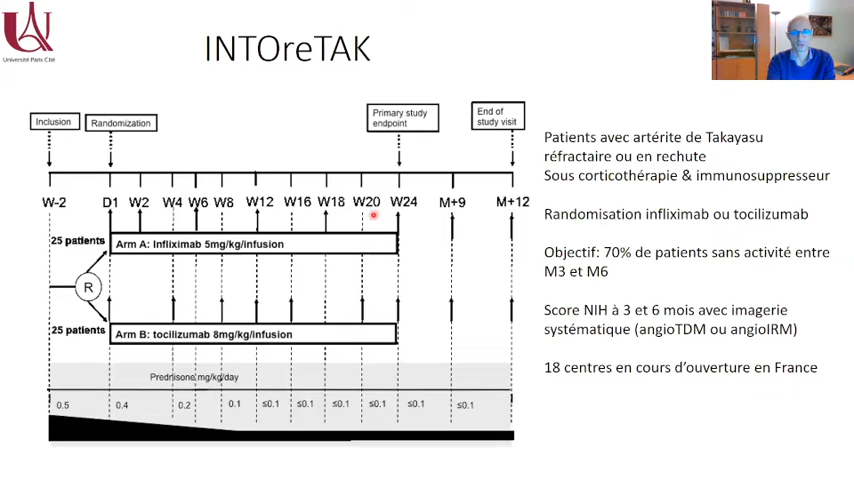 Université Paris Cité
INTOreTAK
Inclusion
Randomization
Primary study
endpoint
End of
study visit
W-2 D1 W2 W4 W6 W8 W12 W16 W18 W20 W24 M+9 M+12
25 patients
Arm A: Infliximab 5mg/kg/infusion
R
25 patients
Arm B: tocilizumab 8mg/kg/infusion
Prednisone mg/kg/day
0.5 0.4 0.2 0.1 ≤0.1 ≤0.1 ≤0.1 ≤0.1 ≤0.1 ≤0.1
Patients avec artérite de Takayasu
réfractaire ou en rechute
Sous corticothérapie & immunosuppresseur
Randomisation infliximab ou tocilizumab
Objectif: 70% de patients sans activité entre
M3 et M6
Score NIH à 3 et 6 mois avec imagerie
systématique (angioTDM ou angioIRM)
18 centres en cours d'ouverture en France